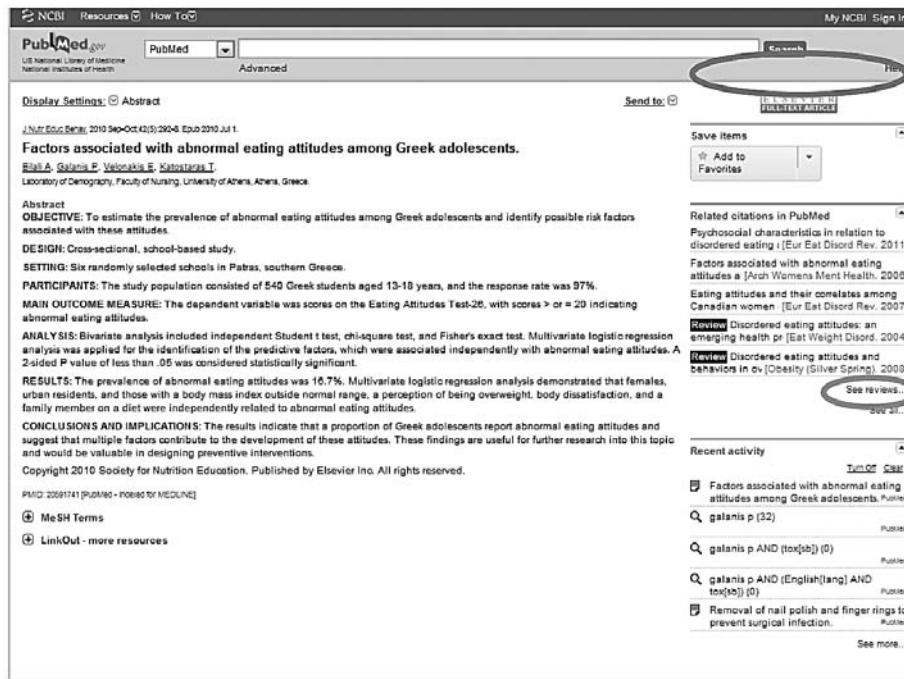 NCBI Resources How To My NCBI Sign In
PubMed.gov
US National Library of Medicine
National Institutes of Health
PubMed
Search
Advanced
Help
Display Settings: Abstract Send to:
ELSEVIER
FULL-TEXT ARTICLE
J Nutr Educ Behav. 2010 Sep-Oct;42(5):292-8. Epub 2010 Jul 1.
Factors associated with abnormal eating attitudes among Greek adolescents.
Bilali A, Galanis P, Velonakis E, Katostaras T.
Laboratory of Demography, Faculty of Nursing, University of Athens, Athens, Greece.
Abstract
OBJECTIVE: To estimate the prevalence of abnormal eating attitudes among Greek adolescents and identify possible risk factors
associated with these attitudes.
DESIGN: Cross-sectional, school-based study.
SETTING: Six randomly selected schools in Patras, southern Greece.
PARTICIPANTS: The study population consisted of 540 Greek students aged 13-18 years, and the response rate was 97%.
MAIN OUTCOME MEASURE: The dependent variable was scores on the Eating Attitudes Test-26, with scores > or = 20 indicating
abnormal eating attitudes.
ANALYSIS: Bivariate analysis included independent Student t test, chi-square test, and Fisher's exact test. Multivariate logistic regression
analysis was applied for the identification of the predictive factors, which were associated independently with abnormal eating attitudes. A
2-sided P value of less than .05 was considered statistically significant.
RESULTS: The prevalence of abnormal eating attitudes was 16.7%. Multivariate logistic regression analysis demonstrated that females,
urban residents, and those with a body mass index outside normal range, a perception of being overweight, body dissatisfaction, and a
family member on a diet were independently related to abnormal eating attitudes.
CONCLUSIONS AND IMPLICATIONS: The results indicate that a proportion of Greek adolescents report abnormal eating attitudes and
suggest that multiple factors contribute to the development of these attitudes. These findings are useful for further research into this topic
and would be valuable in designing preventive interventions.
Copyright 2010 Society for Nutrition Education. Published by Elsevier Inc. All rights reserved.
PMID: 20591741 [PubMed - indexed for MEDLINE]
MeSH Terms
LinkOut - more resources
Save items
Add to
Favorites
Related citations in PubMed
Psychosocial characteristics in relation to
disordered eating i [Eur Eat Disord Rev. 2011
Factors associated with abnormal eating
attitudes a [Arch Womens Ment Health. 2006
Eating attitudes and their correlates among
Canadian women [Eur Eat Disord Rev. 2007
Review Disordered eating attitudes: an
emerging health pr [Eat Weight Disord. 2004
Review Disordered eating attitudes and
behaviors in ov [Obesity (Silver Spring). 2008
See reviews...
See all...
Recent activity
Turn Off Clear
Factors associated with abnormal eating
attitudes among Greek adolescents. PubMe
galanis p (32)
PubMe
galanis p AND (tox[sb]) (0)
PubMe
galanis p AND (English[lang] AND
tox[sb]) (0) PubMe
Removal of nail polish and finger rings to
prevent surgical infection. PubMe
See more...